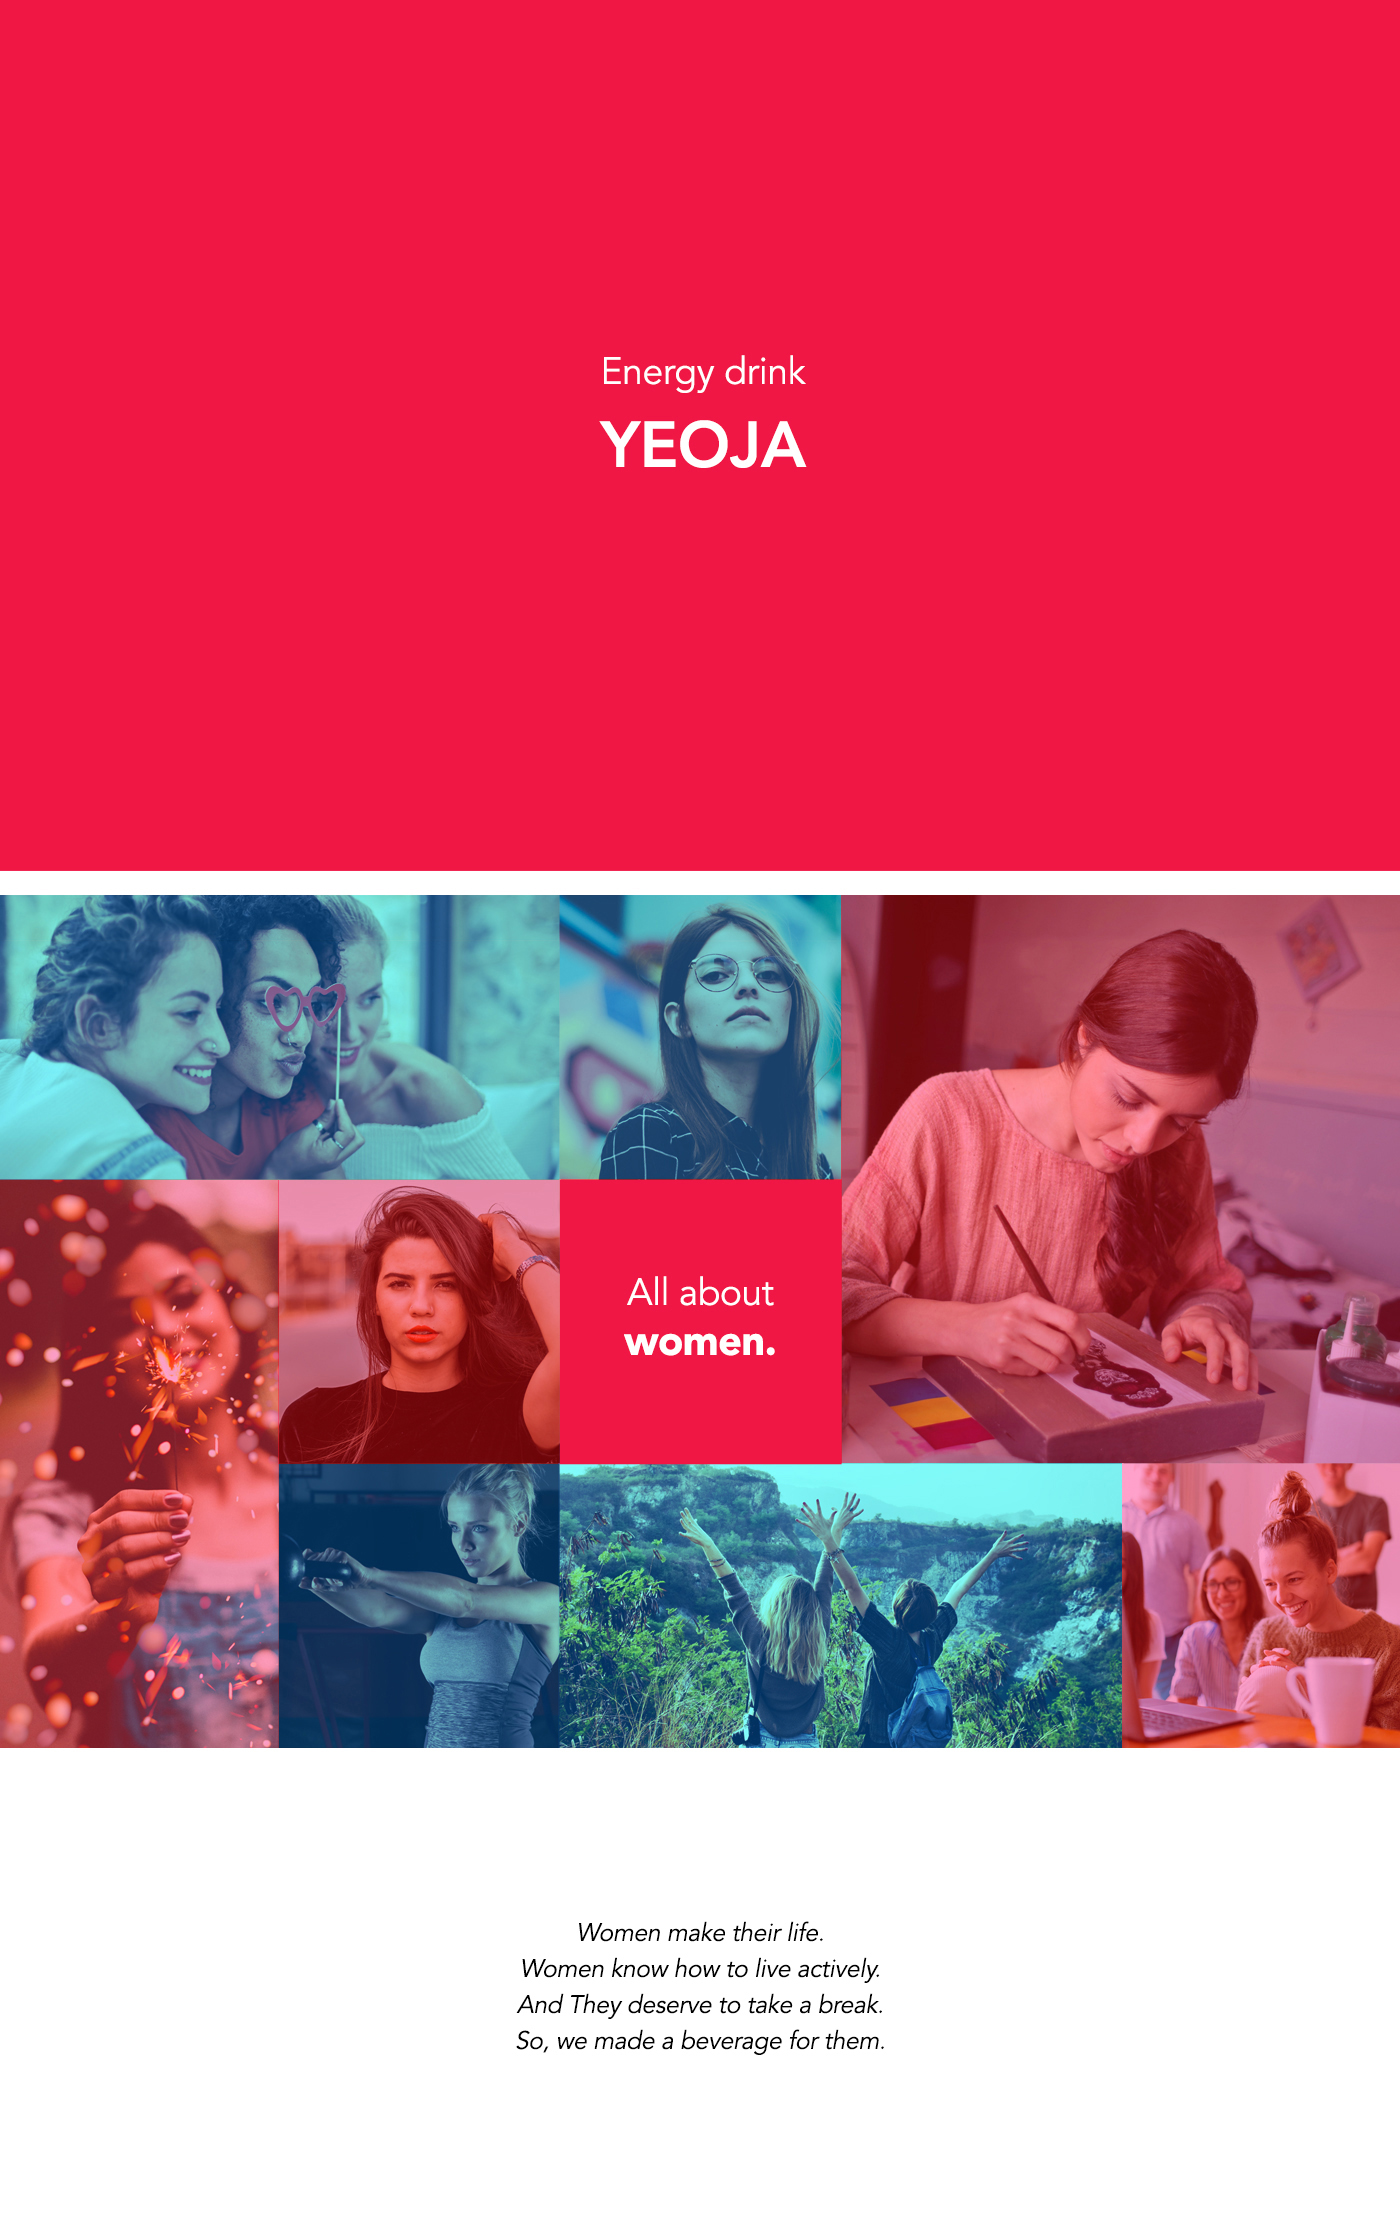 Energy drink
YEOJA
All about
women.
Women make their life.
Women know how to live actively.
And They deserve to take a break.
So, we made a beverage for them.